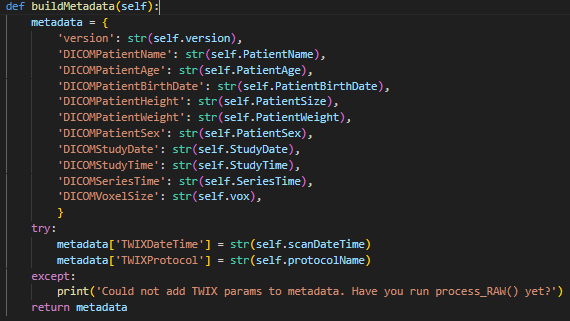 def buildMetadata(self):
metadata = {
'version': str(self.version),
'DICOMPatientName': str(self.PatientName),
'DICOMPatientAge': str(self.PatientAge),
'DICOMPatientBirthDate': str(self.PatientBirthDate),
'DICOMPatientHeight': str(self.PatientSize),
'DICOMPatientWeight': str(self.PatientWeight),
'DICOMPatientSex': str(self.PatientSex),
'DICOMStudyDate': str(self.StudyDate),
'DICOMStudyTime': str(self.StudyTime),
'DICOMSeriesTime': str(self.SeriesTime),
'DICOMVoxelSize': str(self.vox),
}
try:
metadata['TWIXDateTime'] = str(self.scanDateTime)
metadata['TWIXProtocol'] = str(self.protocolName)
except:
print('Could not add TWIX params to metadata. Have you run process_RAW() yet?')
return metadata